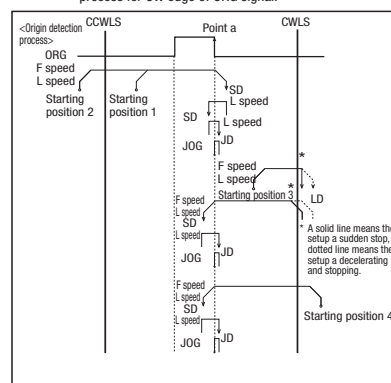 process for CW edge of ORG signal.
<Origin detection process>
CCWLS
Point a
CWLS
ORG
F speed
L speed
Starting position 2
Starting position 1
SD
L speed
SD
L speed
JOG
JD
F speed
L speed
*
Starting position 3
*
LD
F speed
L speed
SD
* A solid line means the
setup a sudden stop,
dotted line means the
setup a decelerating
and stopping.
L speed
JOG
JD
F speed
L speed
SD
Starting position 4
L speed
JOG
JD